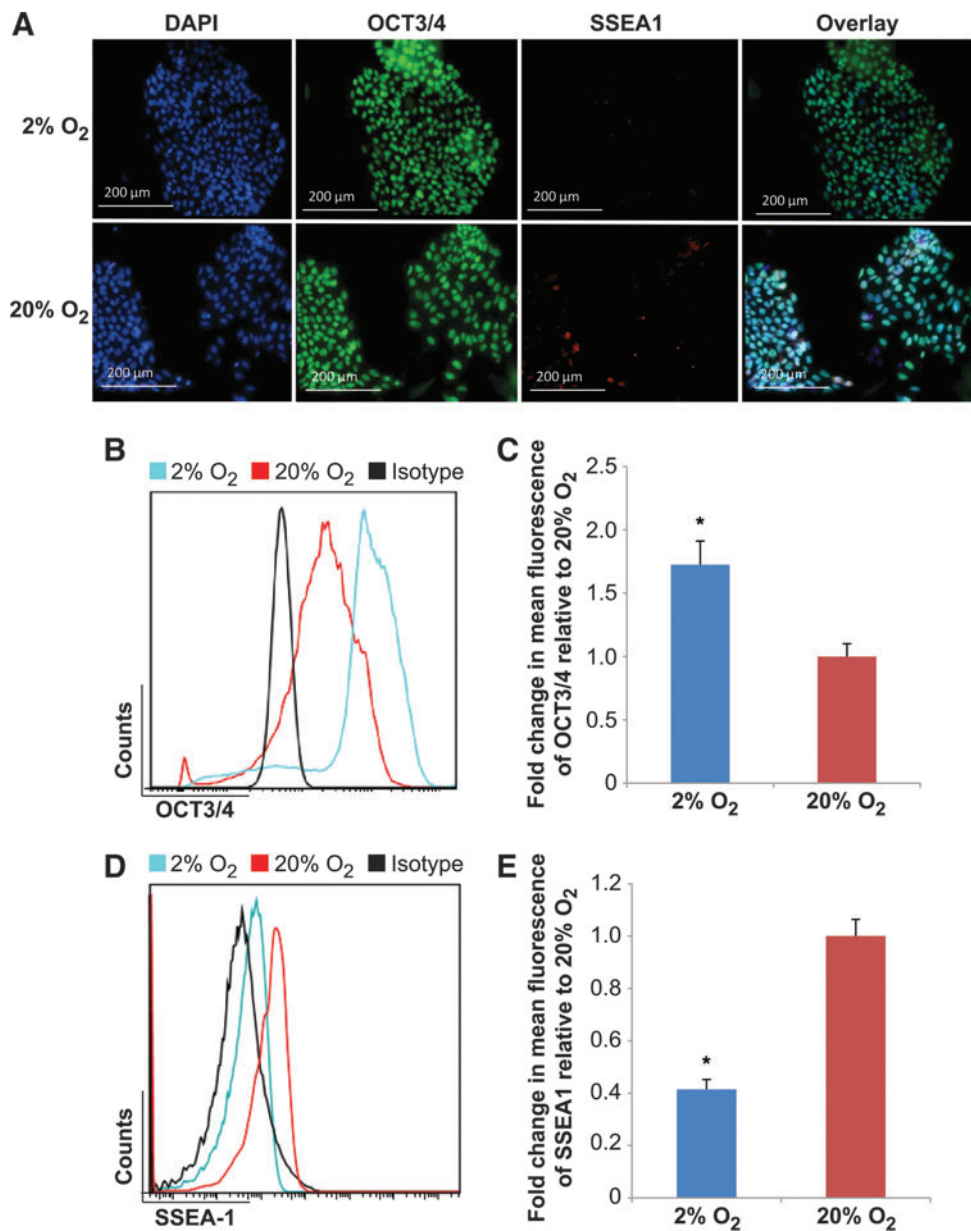 A
DAPI OCT3/4 SSEA1 Overlay
2% O₂
200 µm 200 µm 200 µm 200 µm
20% O₂
200 µm 200 µm 200 µm 200 µm
B
2% O₂ 20% O₂ Isotype
Counts
OCT3/4
C
Fold change in mean fluorescence
of OCT3/4 relative to 20% O₂
2.5
2.0
1.5
1.0
0.5
0
*
2% O₂ 20% O₂
D
2% O₂ 20% O₂ Isotype
Counts
SSEA-1
E
Fold change in mean fluorescence
of SSEA1 relative to 20% O₂
1.2
1.0
0.8
0.6
0.4
0.2
0
*
2% O₂ 20% O₂